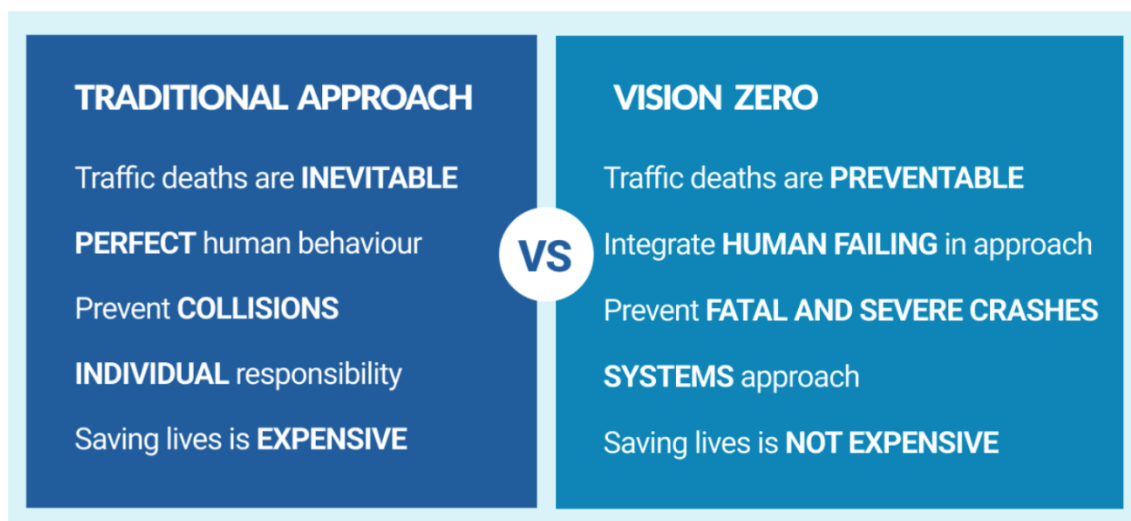 TRADITIONAL APPROACH
Traffic deaths are INEVITABLE
PERFECT human behaviour
Prevent COLLISIONS
INDIVIDUAL responsibility
Saving lives is EXPENSIVE
VS
VISION ZERO
Traffic deaths are PREVENTABLE
Integrate HUMAN FAILING in approach
Prevent FATAL AND SEVERE CRASHES
SYSTEMS approach
Saving lives is NOT EXPENSIVE